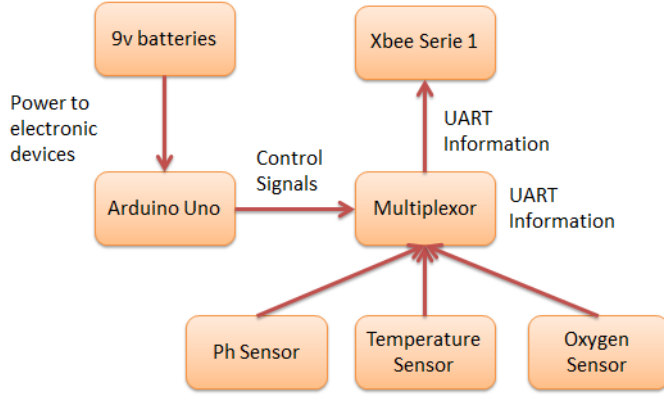 9v batteries
Xbee Serie 1
Power to
electronic
devices
UART
Information
Control
Signals
Arduino Uno
Multiplexor
UART
Information
Ph Sensor
Temperature
Sensor
Oxygen
Sensor